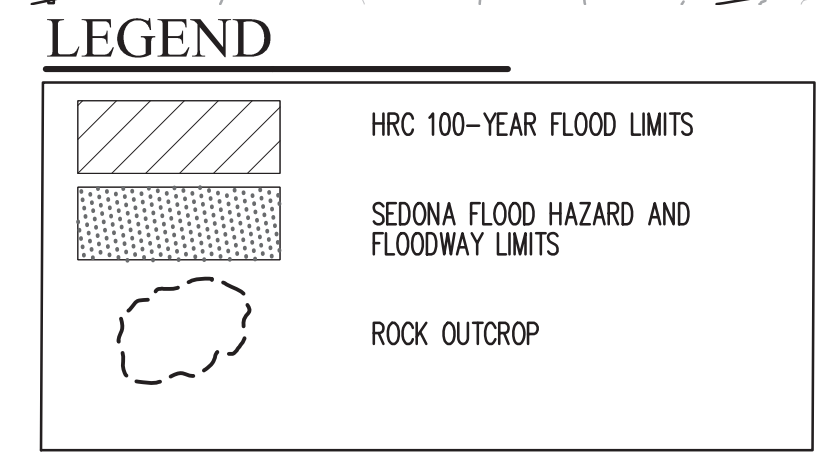 LEGEND
HRC 100-YEAR FLOOD LIMITS
SEDONA FLOOD HAZARD AND
FLOODWAY LIMITS
ROCK OUTCROP